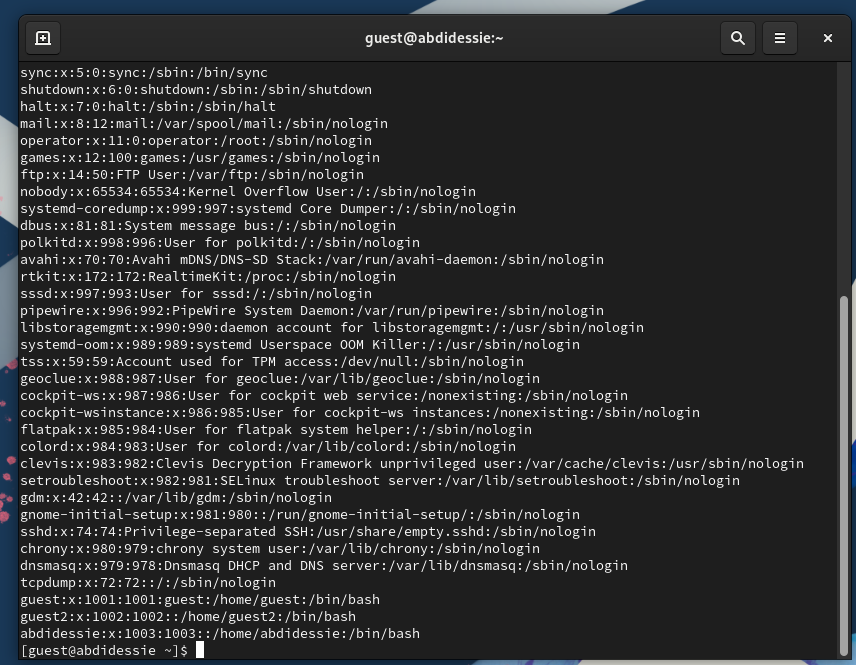 guest@abdidessie:~
sync:x:5:0:sync:/sbin:/bin/sync
shutdown:x:6:0:shutdown:/sbin:/sbin/shutdown
halt:x:7:0:halt:/sbin:/sbin/halt
mail:x:8:12:mail:/var/spool/mail:/sbin/nologin
operator:x:11:0:operator:/root:/sbin/nologin
games:x:12:100:games:/usr/games:/sbin/nologin
ftp:x:14:50:FTP User:/var/ftp:/sbin/nologin
nobody:x:65534:65534:Kernel Overflow User:/:/sbin/nologin
systemd-coredump:x:999:997:systemd Core Dumper:/:/sbin/nologin
dbus:x:81:81:System message bus:/:/sbin/nologin
polkitd:x:998:996:User for polkitd:/:/sbin/nologin
avahi:x:70:70:Avahi mDNS/DNS-SD Stack:/var/run/avahi-daemon:/sbin/nologin
rtkit:x:172:172:RealtimeKit:/proc:/sbin/nologin
sssd:x:997:993:User for sssd:/:/sbin/nologin
pipewire:x:996:992:PipeWire System Daemon:/var/run/pipewire:/sbin/nologin
libstoragemgmt:x:990:990:daemon account for libstoragemgmt:/:/usr/sbin/nologin
systemd-oom:x:989:989:systemd Userspace OOM Killer:/:/usr/sbin/nologin
tss:x:59:59:Account used for TPM access:/dev/null:/sbin/nologin
geoclue:x:988:987:User for geoclue:/var/lib/geoclue:/sbin/nologin
cockpit-ws:x:987:986:User for cockpit web service:/nonexisting:/sbin/nologin
cockpit-wsinstance:x:986:985:User for cockpit-ws instances:/nonexisting:/sbin/nologin
flatpak:x:985:984:User for flatpak system helper:/:/sbin/nologin
colord:x:984:983:User for colord:/var/lib/colord:/sbin/nologin
clevis:x:983:982:Clevis Decryption Framework unprivileged user:/var/cache/clevis:/usr/sbin/nologin
setroubleshoot:x:982:981:SELinux troubleshoot server:/var/lib/setroubleshoot:/sbin/nologin
gdm:x:42:42::/var/lib/gdm:/sbin/nologin
gnome-initial-setup:x:981:980::/run/gnome-initial-setup/:/sbin/nologin
sshd:x:74:74:Privilege-separated SSH:/usr/share/empty.sshd:/sbin/nologin
chrony:x:980:979:chrony system user:/var/lib/chrony:/sbin/nologin
dnsmasq:x:979:978:Dnsmasq DHCP and DNS server:/var/lib/dnsmasq:/sbin/nologin
tcpdump:x:72:72::/:/sbin/nologin
guest:x:1001:1001:guest:/home/guest:/bin/bash
guest2:x:1002:1002::/home/guest2:/bin/bash
abdidessie:x:1003:1003::/home/abdidessie:/bin/bash
[guest@abdidessie ~]$